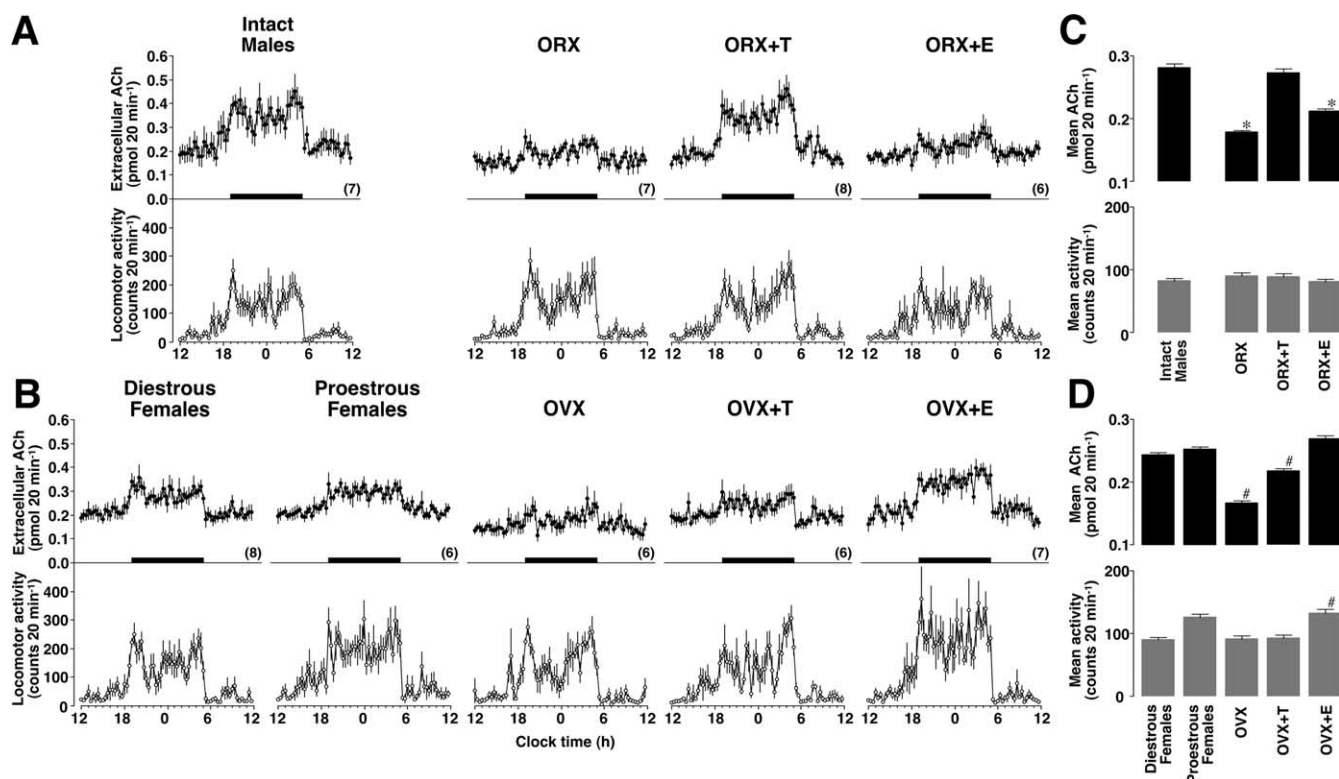 A
Intact
Males
ORX
ORX+T
ORX+E
Extracellular ACh
(pmol 20 min⁻¹)
0.6
0.5
0.4
0.3
0.2
0.1
0.0
(7)
(7)
(8)
(6)
Locomotor activity
(counts 20 min⁻¹)
400
300
200
100
0
12 18 0 6 12
12 18 0 6 12
12 18 0 6 12
12 18 0 6 12
B
Diestrous
Females
Proestrous
Females
OVX
OVX+T
OVX+E
Extracellular ACh
(pmol 20 min⁻¹)
0.6
0.5
0.4
0.3
0.2
0.1
0.0
(8)
(6)
(6)
(6)
(7)
Locomotor activity
(counts 20 min⁻¹)
400
300
200
100
0
12 18 0 6 12
12 18 0 6 12
12 18 0 6 12
12 18 0 6 12
12 18 0 6 12
Clock time (h)
C
Mean ACh
(pmol 20 min⁻¹)
0.3
0.2
0.1
*
*
Mean activity
(counts 20 min⁻¹)
200
100
0
Intact
Males
ORX
ORX+T
ORX+E
D
Mean ACh
(pmol 20 min⁻¹)
0.3
0.2
0.1
#
#
Mean activity
(counts 20 min⁻¹)
200
100
0
#
Diestrous
Females
Proestrous
Females
OVX
OVX+T
OVX+E